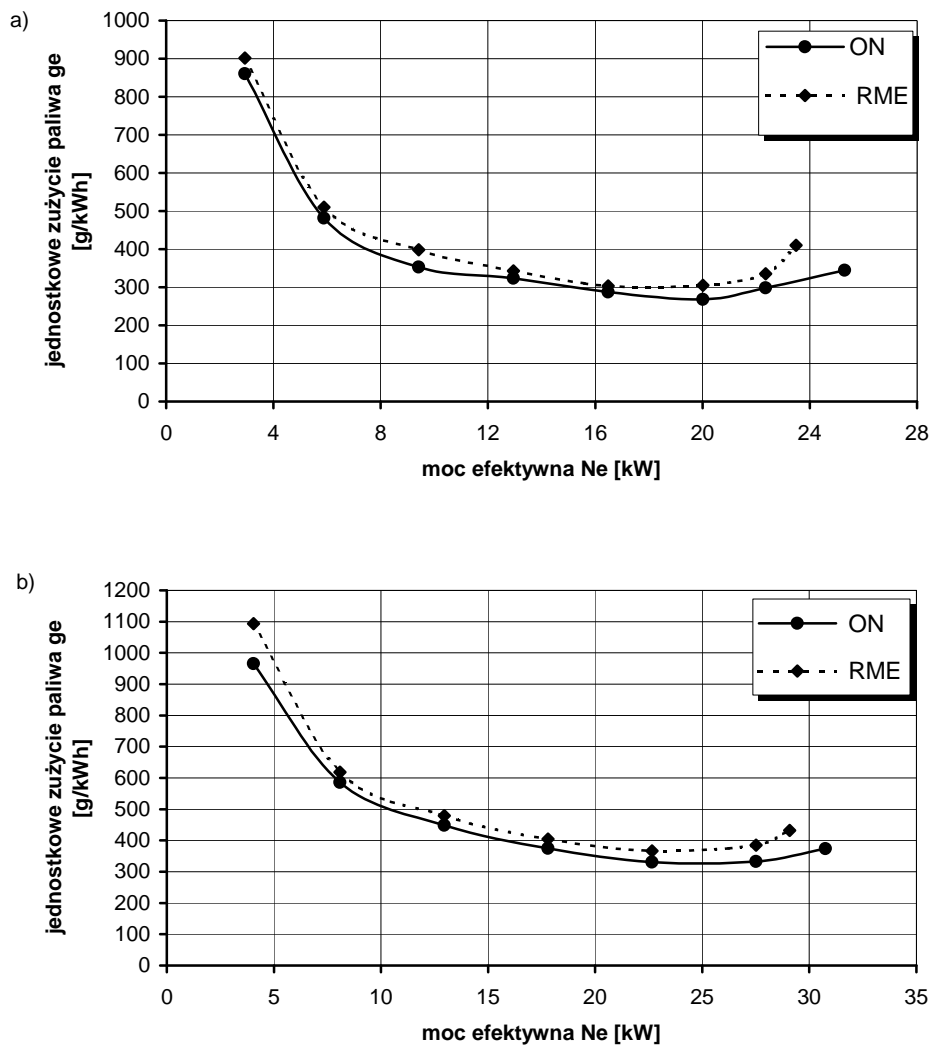 a)
jednostkowe zużycie paliwa ge
[g/kWh]
1000
900
800
700
600
500
400
300
200
100
0
0 4 8 12 16 20 24 28
moc efektywna Ne [kW]
ON
RME
b)
jednostkowe zużycie paliwa ge
[g/kWh]
1200
1100
1000
900
800
700
600
500
400
300
200
100
0
0 5 10 15 20 25 30 35
moc efektywna Ne [kW]
ON
RME